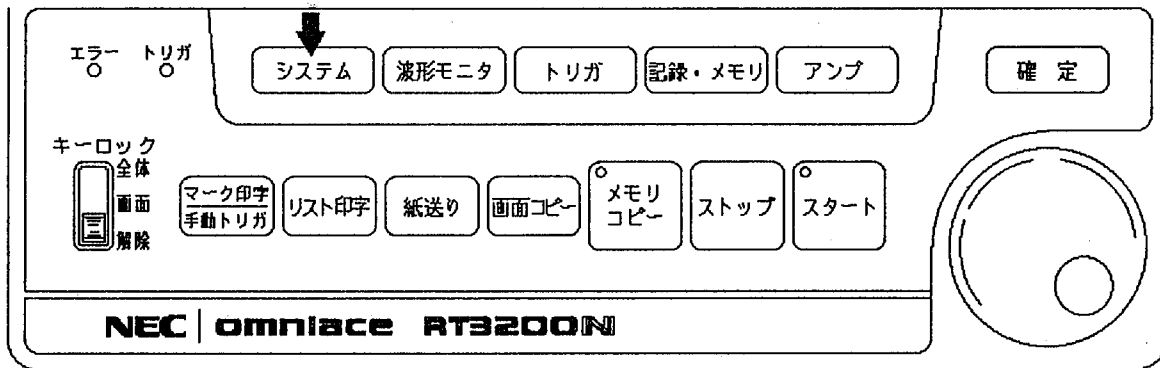 エラー トリガ
システム 波形モニタ トリガ 記録・メモリ アンプ 確 定
キーロック
全体
画面
解除
マーク印字
手動トリガ
リスト印字 紙送り 画面コピー
メモリ
コピー
ストップ スタート
NEC omniace RT3200N